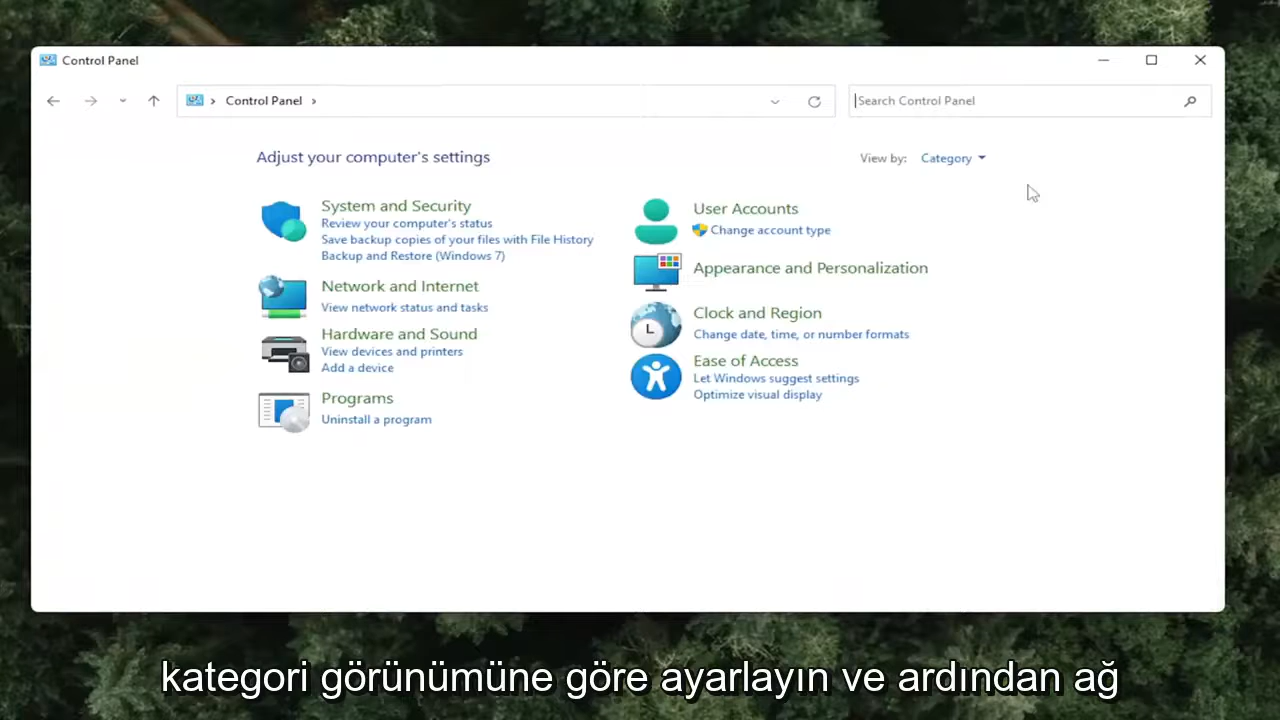 Control Panel
Control Panel
Search Control Panel
Adjust your computer's settings
View by: Category
System and Security
Review your computer's status
Save backup copies of your files with File History
Backup and Restore (Windows 7)
Network and Internet
View network status and tasks
Hardware and Sound
View devices and printers
Add a device
Programs
Uninstall a program
User Accounts
Change account type
Appearance and Personalization
Clock and Region
Change date, time, or number formats
Ease of Access
Let Windows suggest settings
Optimize visual display
kategori görünümüne göre ayarlayın ve ardından ağ